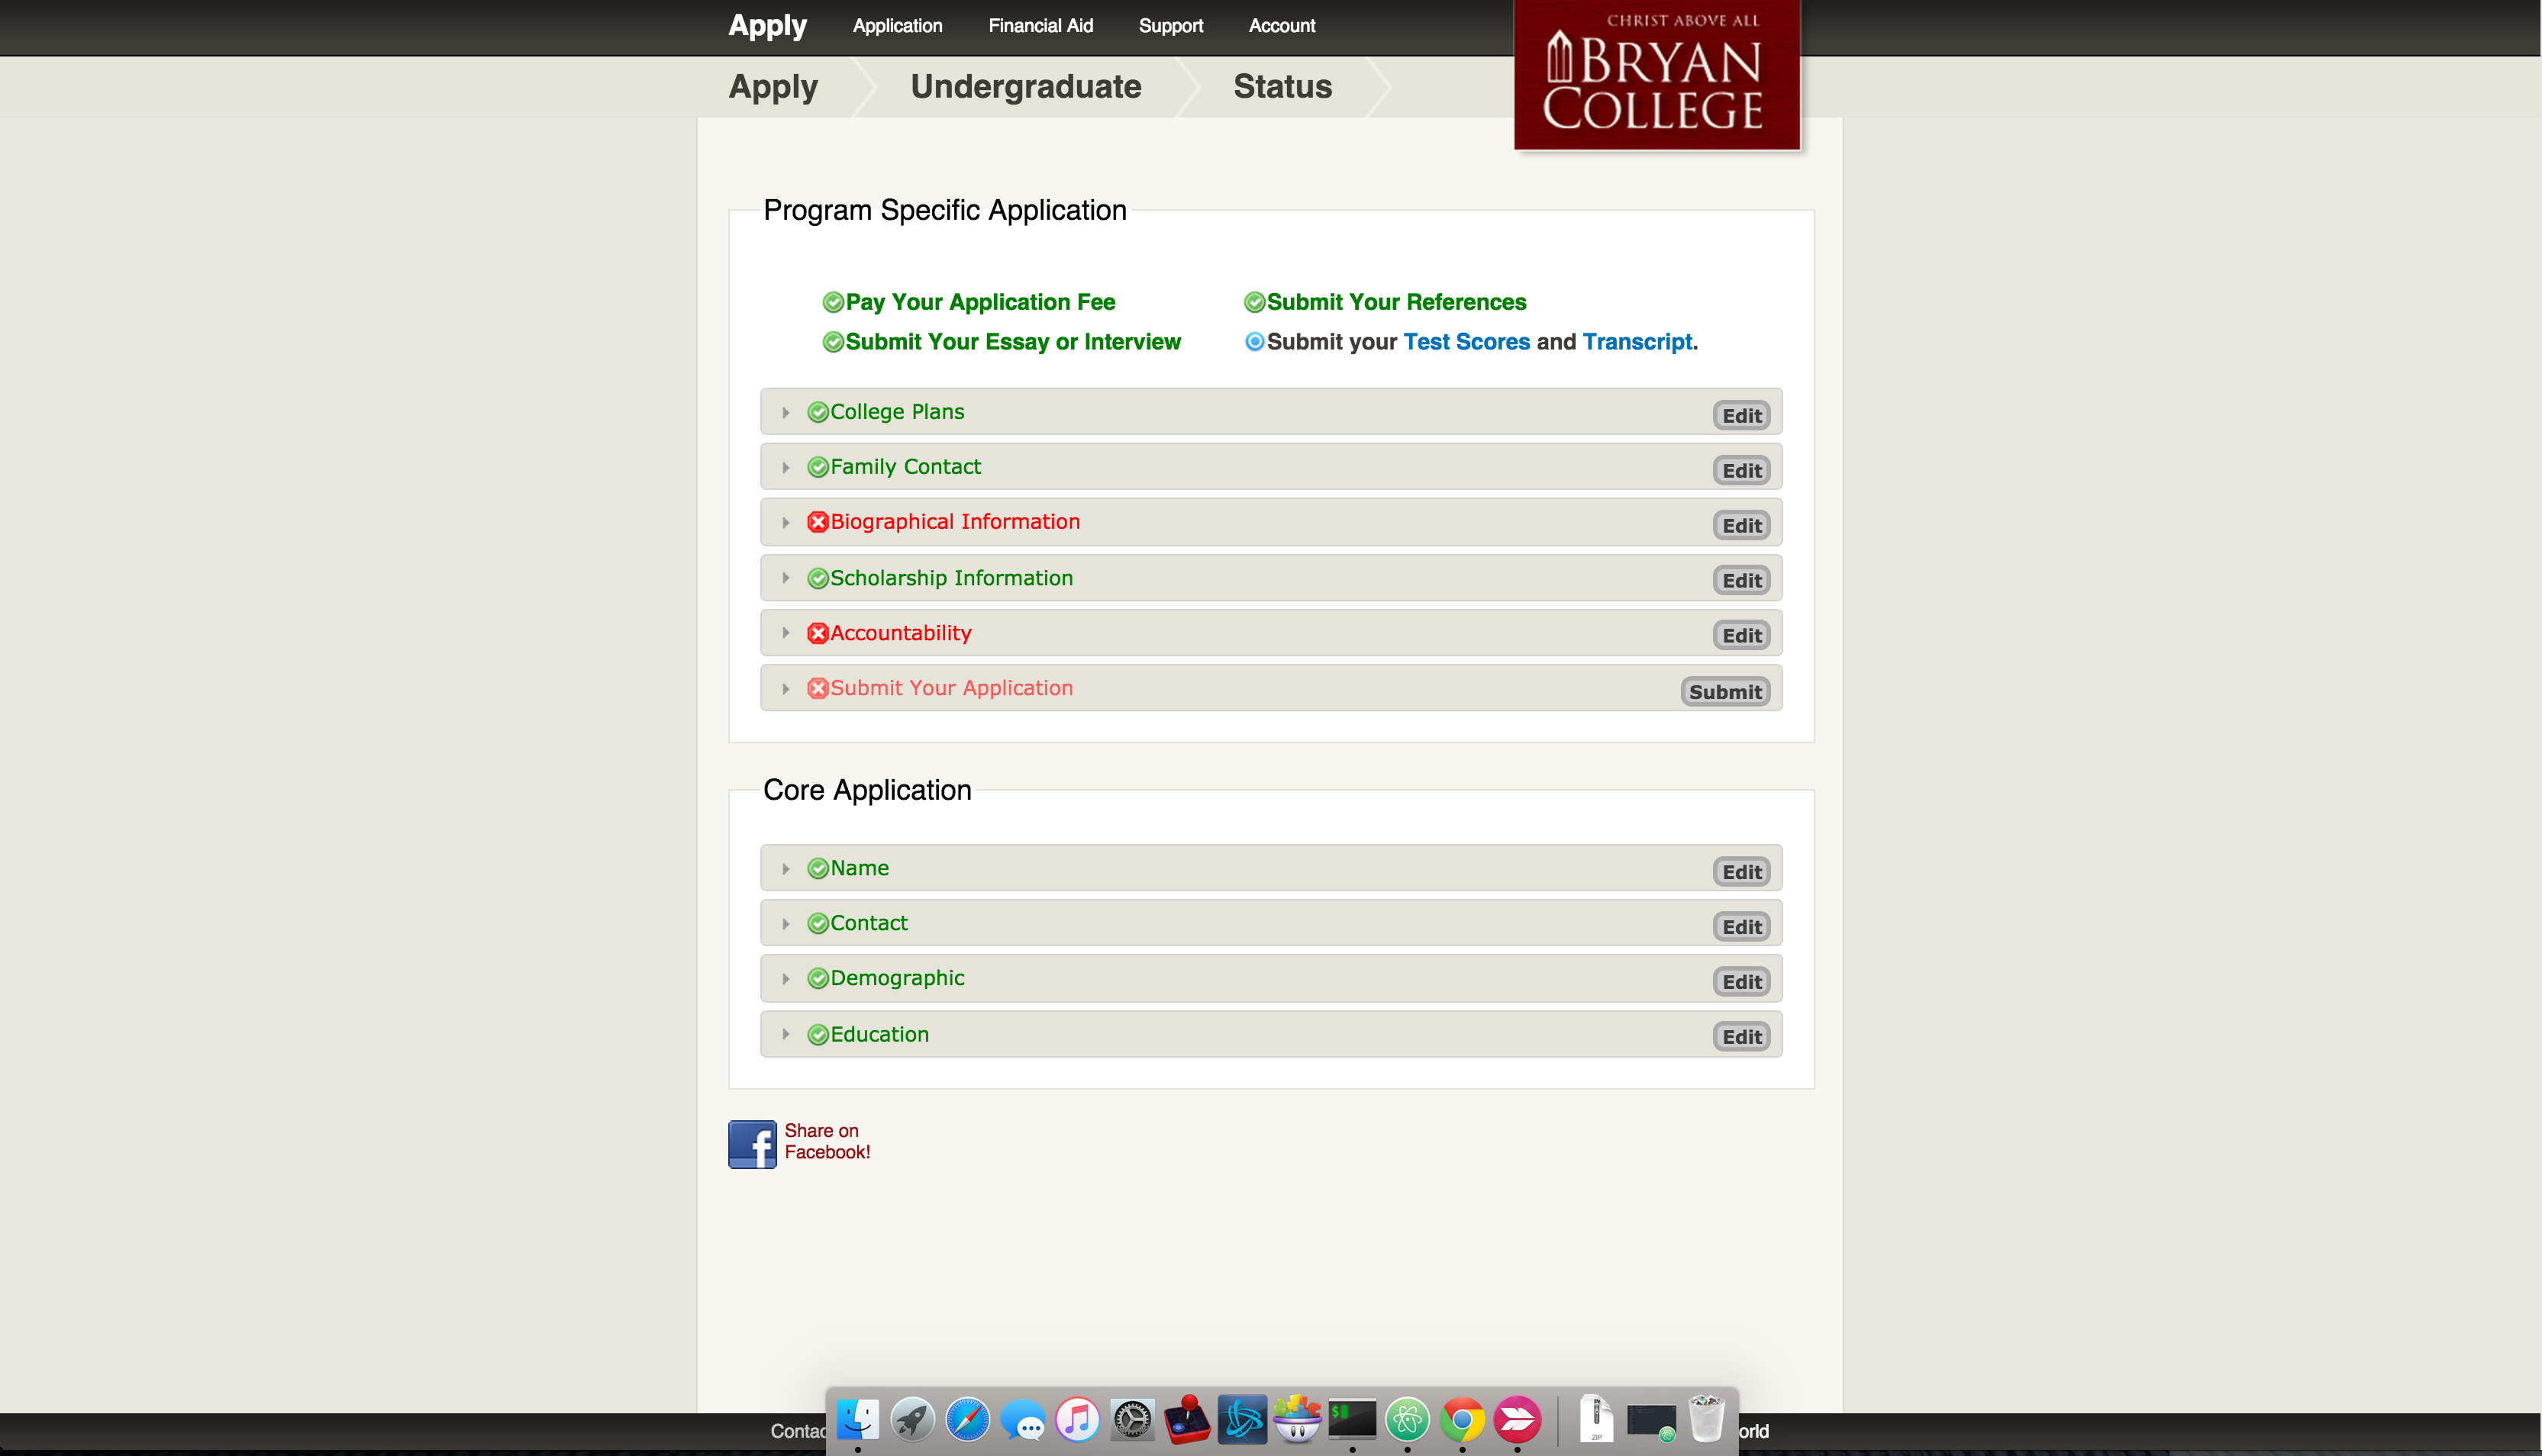 Apply Application Financial Aid Support Account
CHRIST ABOVE ALL
BRYAN
COLLEGE
Apply Undergraduate Status
Program Specific Application
Pay Your Application Fee
Submit Your References
Submit Your Essay or Interview
Submit your Test Scores and Transcript.
College Plans Edit
Family Contact Edit
Biographical Information Edit
Scholarship Information Edit
Accountability Edit
Submit Your Application Submit
Core Application
Name Edit
Contact Edit
Demographic Edit
Education Edit
Share on
Facebook!
ZIP